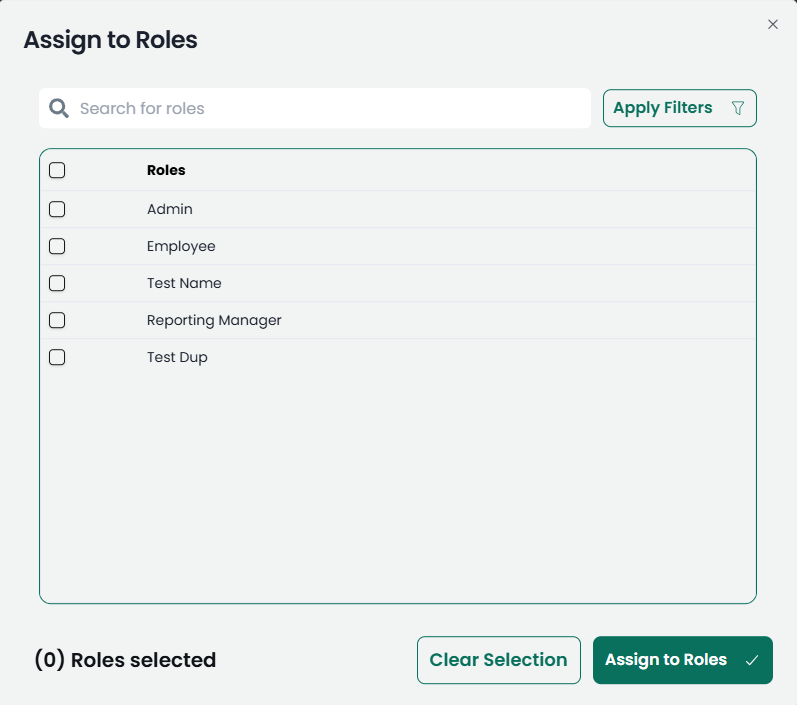 Assign to Roles
Search for roles
Apply Filters
Roles
Admin
Employee
Test Name
Reporting Manager
Test Dup
(0) Roles selected
Clear Selection
Assign to Roles